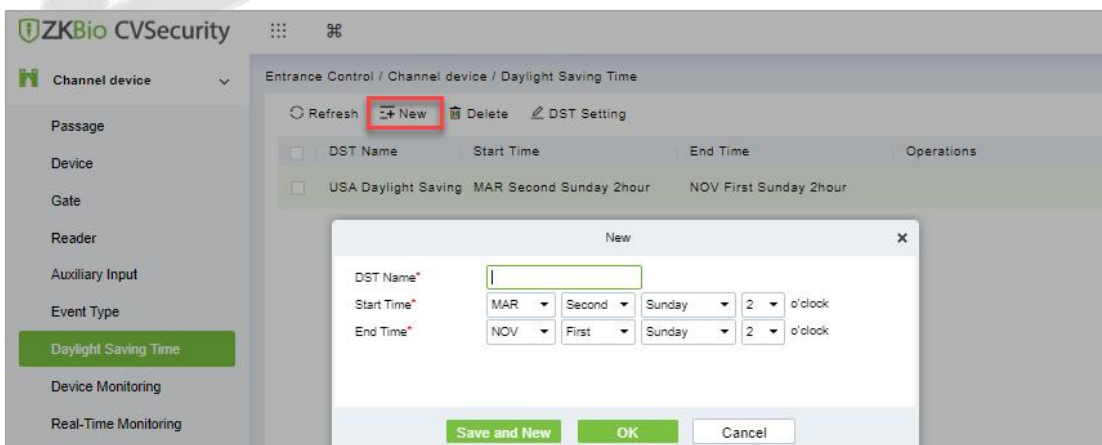 ZKBio CVSecurity
Channel device
Entrance Control / Channel device / Daylight Saving Time
Refresh New Delete DST Setting
Passage
DST Name Start Time End Time Operations
Device
USA Daylight Saving MAR Second Sunday 2hour NOV First Sunday 2hour
Gate
Reader
New
Auxiliary Input
DST Name*
Event Type
Start Time* MAR Second Sunday 2 o'clock
End Time* NOV First Sunday 2 o'clock
Daylight Saving Time
Device Monitoring
Real-Time Monitoring
Save and New OK Cancel